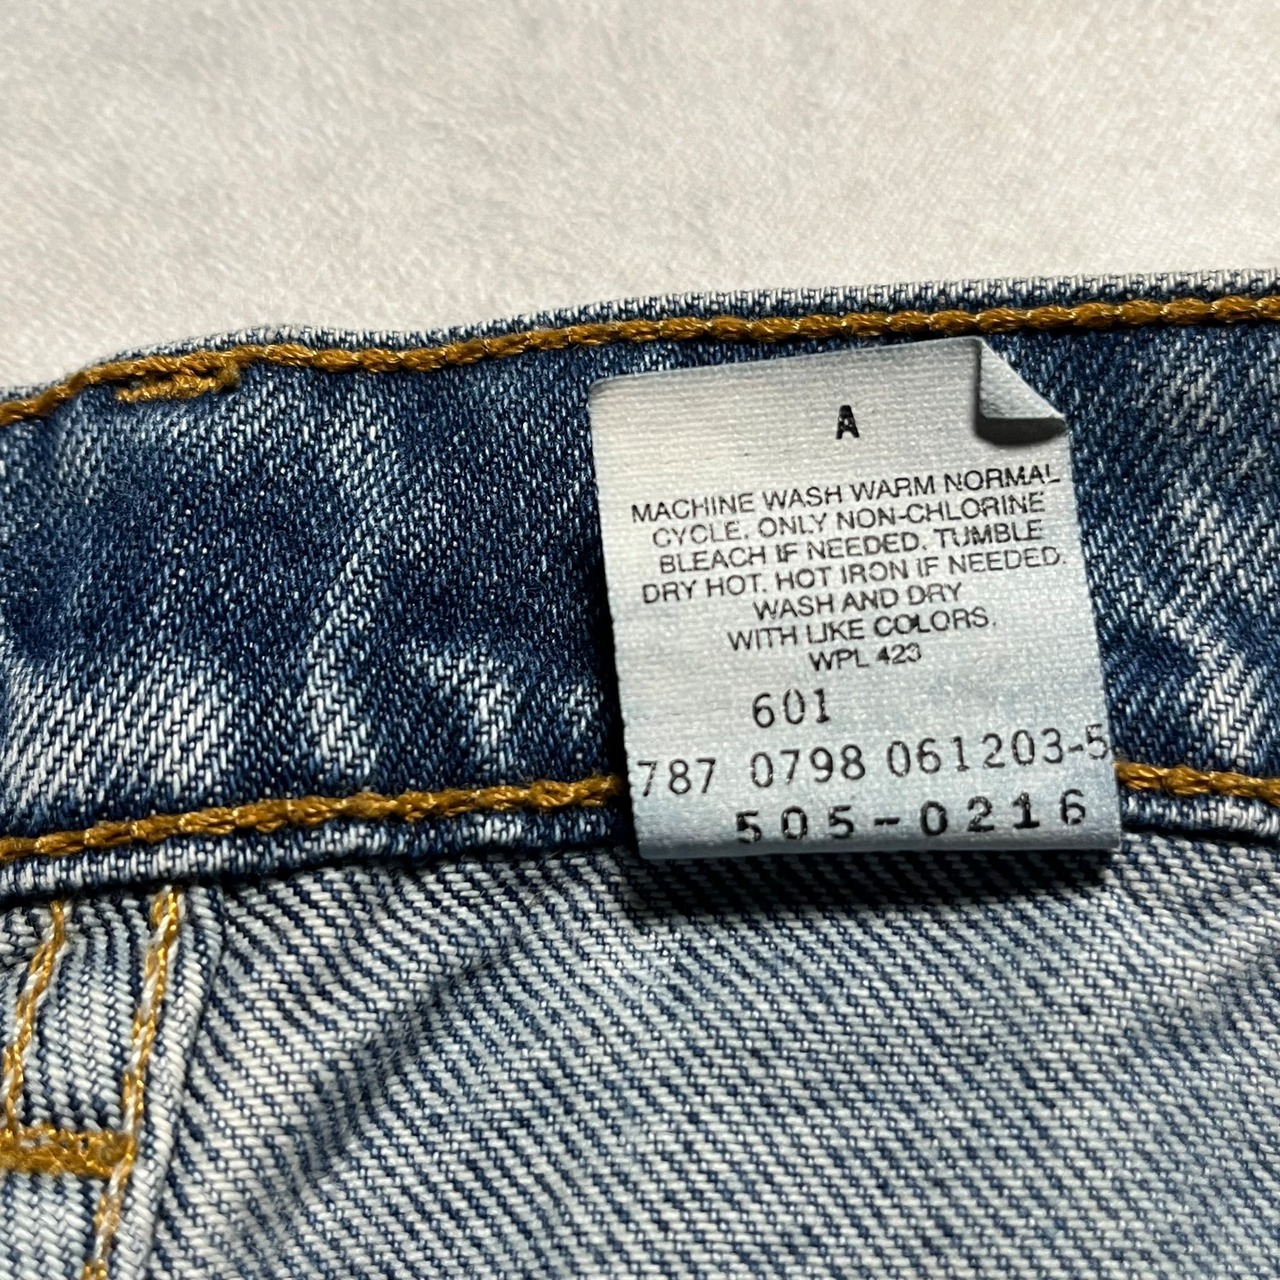 A
MACHINE WASH WARM NORMAL
CYCLE. ONLY NON-CHLORINE
BLEACH IF NEEDED. TUMBLE
DRY HOT. HOT IRON IF NEEDED.
WASH AND DRY
WITH LIKE COLORS.
WPL 423
601
787 0798 061203-5
505-0216